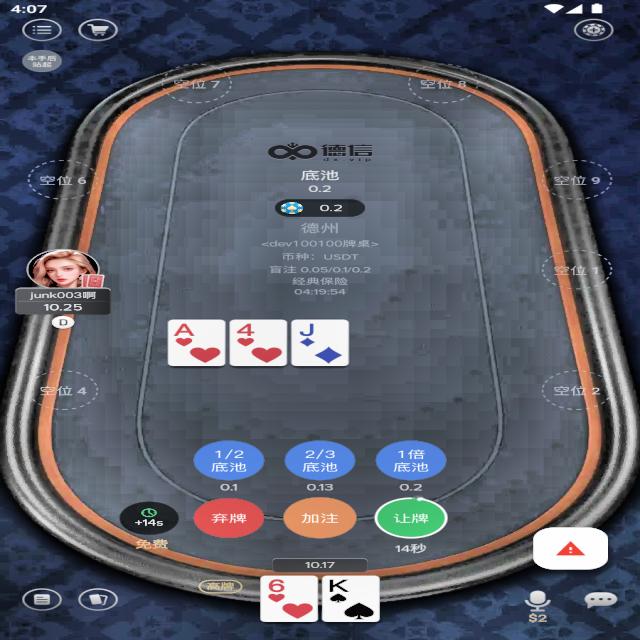 4:07
本手后
站起
空位 7
空位 8
德信
dx.vip
底池
0.2
0.2
空位 6
空位 9
德州
<dev100100牌桌>
币种：USDT
盲注 0.05/0.1/0.2
经典保险
04:19:54
空位 1
junk003啊
10.25
D
A
4
J
空位 4
空位 2
1/2
底池
2/3
底池
1倍
底池
0.1
0.13
0.2
+14s
弃牌
加注
让牌
免费
14秒
10.17
高牌
6
K
$2